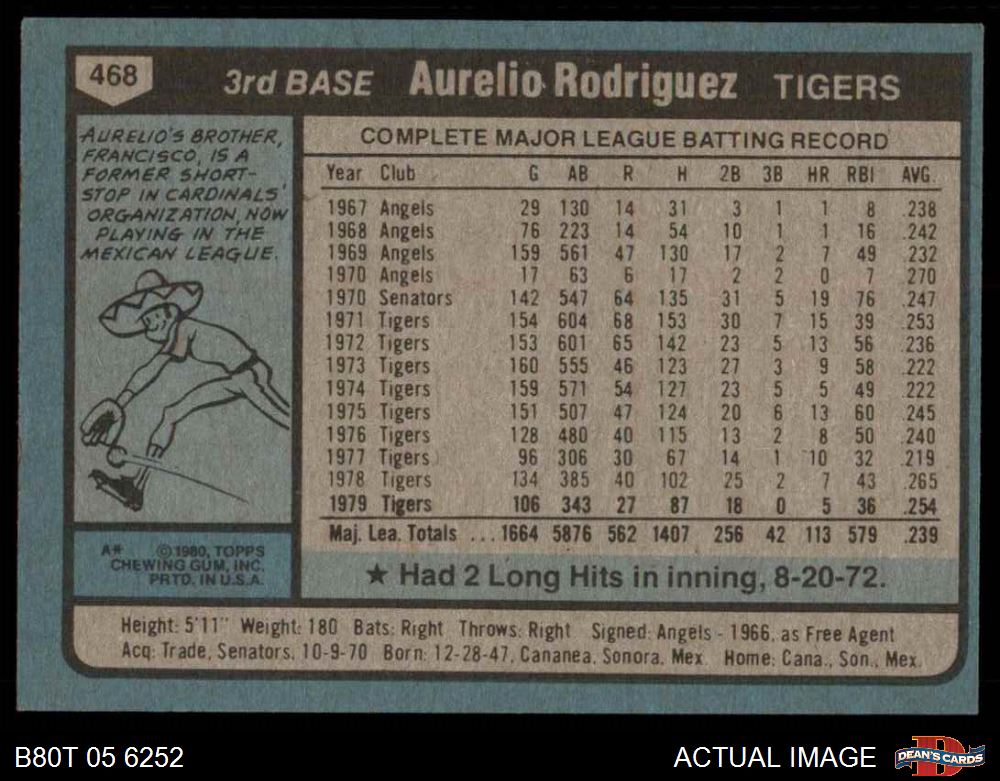 468 3rd BASE Aurelio Rodriguez TIGERS
AURELIO'S BROTHER,
FRANCISCO, IS A
FORMER SHORT-
STOP IN CARDINALS'
ORGANIZATION, NOW
PLAYING IN THE
MEXICAN LEAGUE.
COMPLETE MAJOR LEAGUE BATTING RECORD
Year Club G AB R H 2B 3B HR RBI AVG.
1967 Angels 29 130 14 31 3 1 1 8 .238
1968 Angels 76 223 14 54 10 1 1 16 .242
1969 Angels 159 561 47 130 17 2 7 49 .232
1970 Angels 17 63 6 17 2 2 0 7 .270
1970 Senators 142 547 64 135 31 5 19 76 .247
1971 Tigers 154 604 68 153 30 7 15 39 .253
1972 Tigers 153 601 65 142 23 5 13 56 .236
1973 Tigers 160 555 46 123 27 3 9 58 .222
1974 Tigers 159 571 54 127 23 5 5 49 .222
1975 Tigers 151 507 47 124 20 6 13 60 .245
1976 Tigers 128 480 40 115 13 2 8 50 .240
1977 Tigers 96 306 30 67 14 1 10 32 .219
1978 Tigers 134 385 40 102 25 2 7 43 .265
1979 Tigers 106 343 27 87 18 0 5 36 .254
Maj. Lea. Totals ... 1664 5876 562 1407 256 42 113 579 .239
A* ©1980, TOPPS
CHEWING GUM, INC.
PRTD. IN U.S.A.
★ Had 2 Long Hits in inning, 8-20-72.
Height: 5'11" Weight: 180 Bats: Right Throws: Right Signed: Angels - 1966, as Free Agent
Acq: Trade, Senators, 10-9-70 Born: 12-28-47, Cananea, Sonora, Mex. Home: Cana., Son., Mex.
B80T 05 6252 ACTUAL IMAGE DEAN'S CARDS